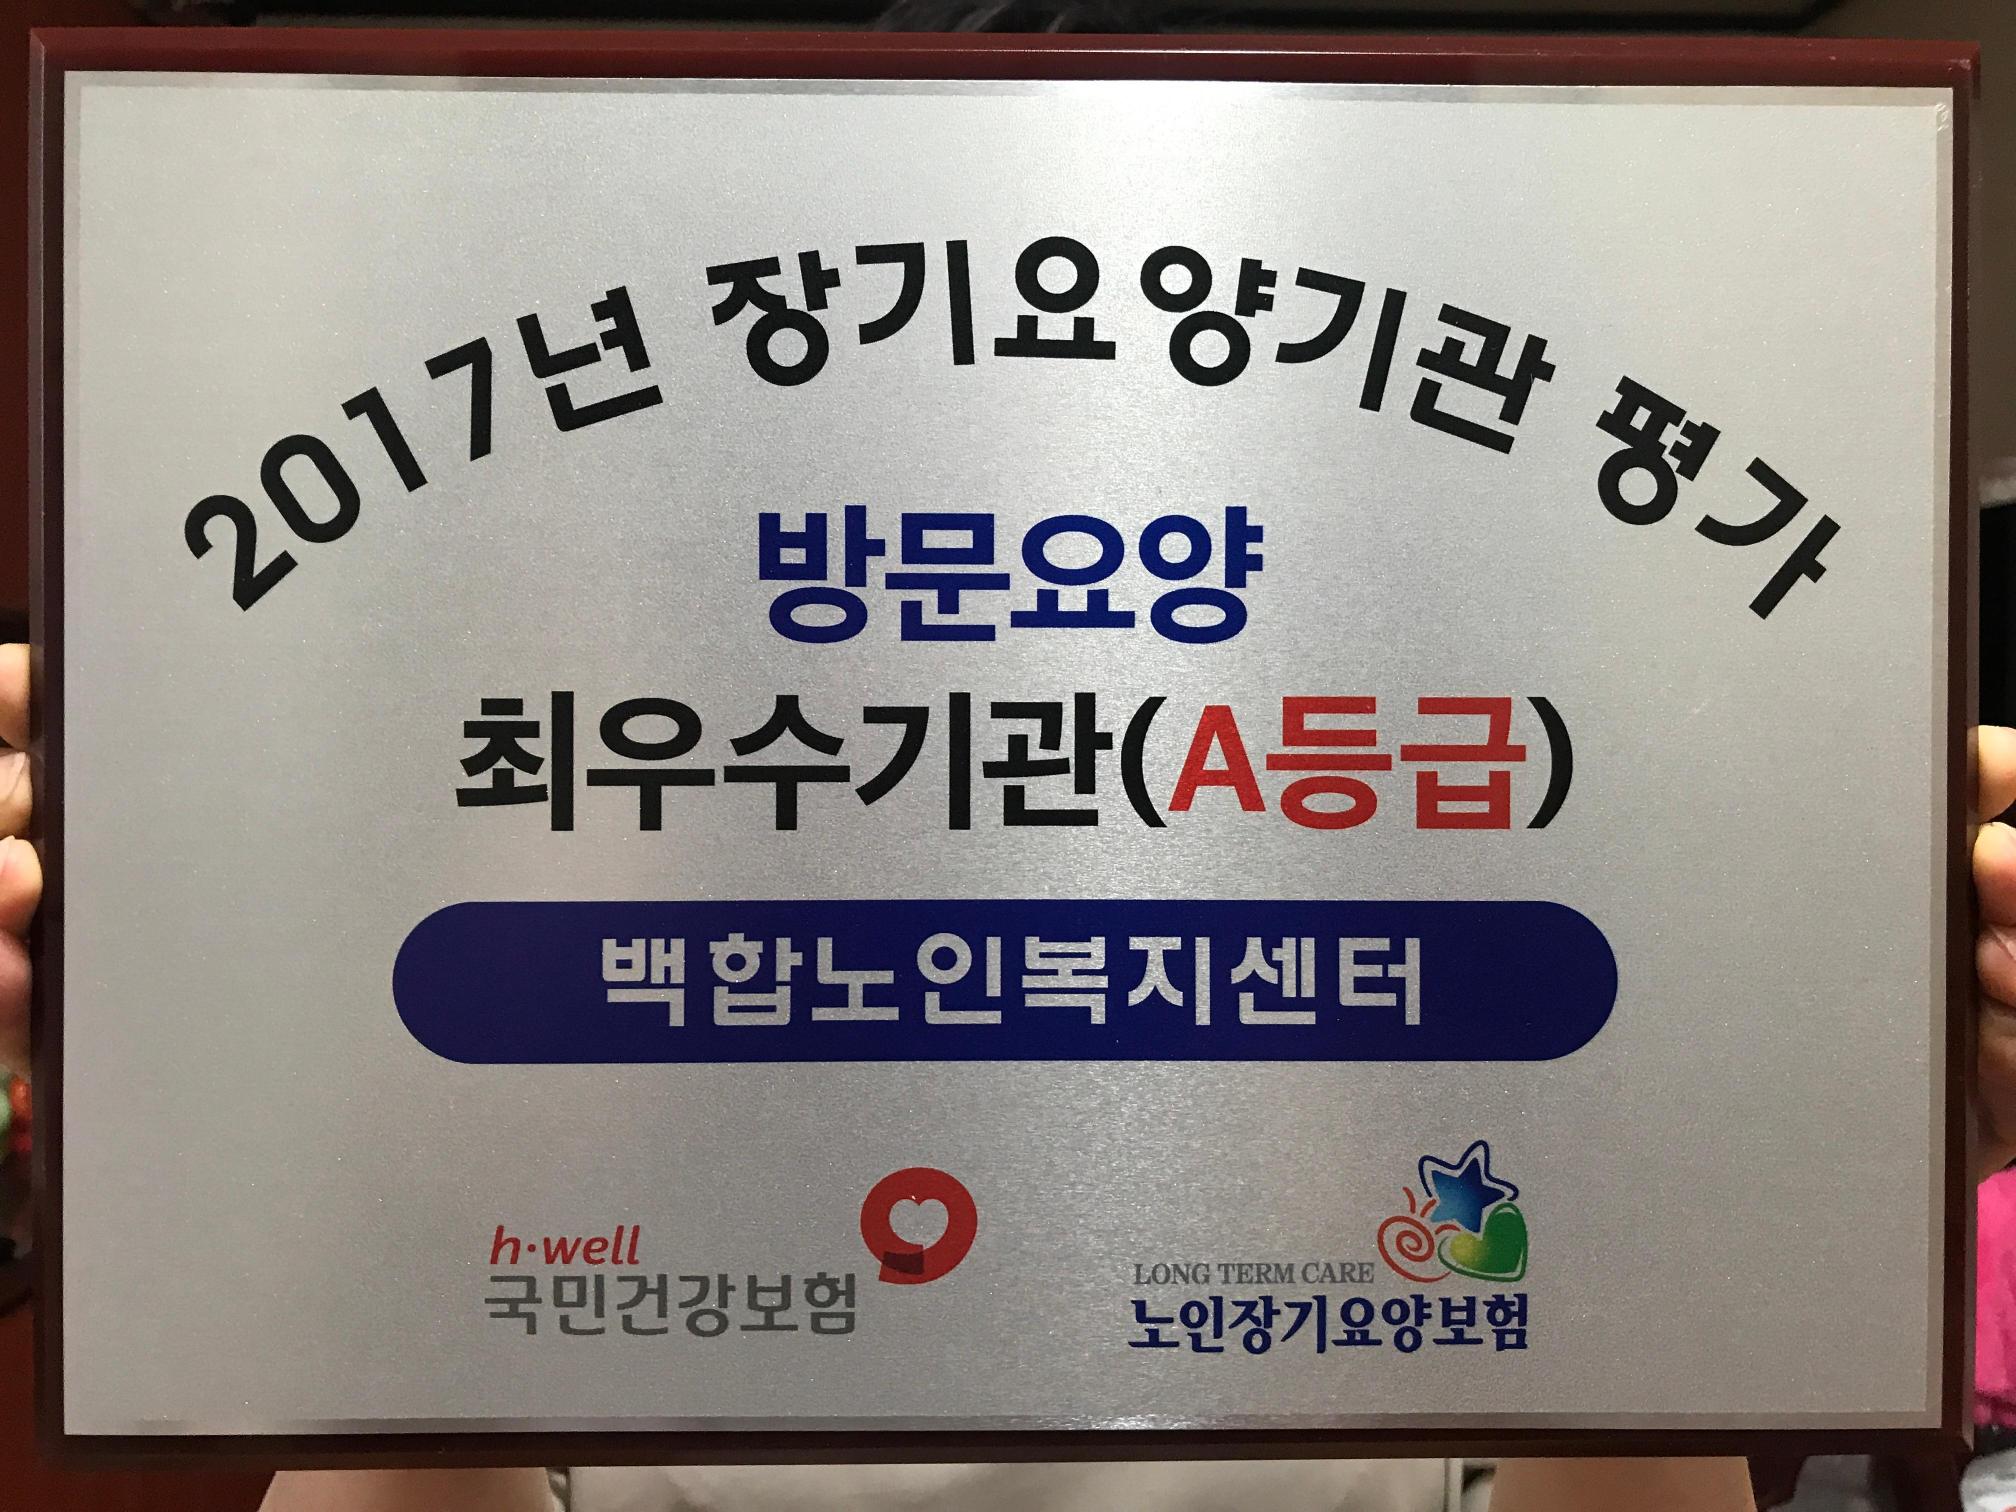 2017년 장기요양기관 평가
방문요양
최우수기관(A등급)
백합노인복지센터
h·well
국민건강보험
LONG TERM CARE
노인장기요양보험